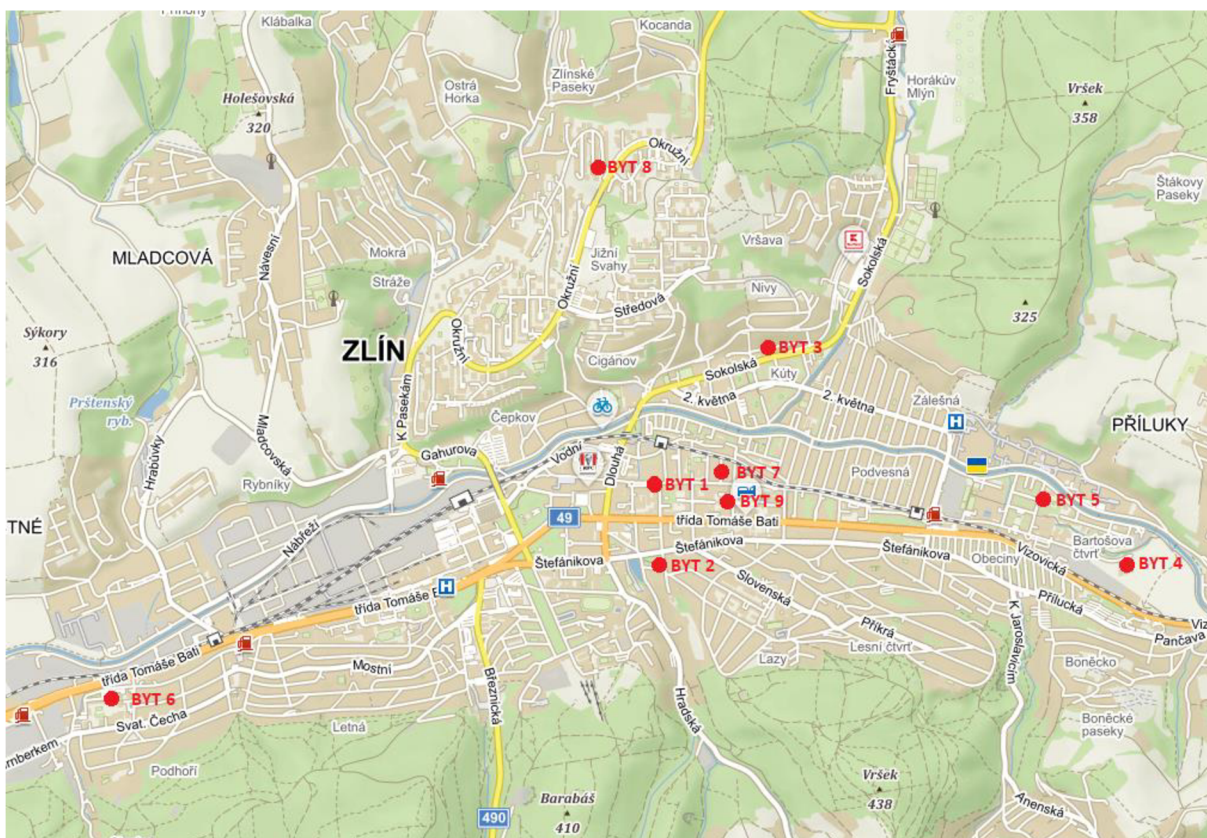 Klábalka
Kocanda
Fryštácká
Horákův
Mlýn
Vršek
358
Holešovská
320
Ostrá
Horka
Zlínské
Paseky
Okružní
BYT 8
Štákovy
Paseky
MLADCOVÁ
Návesní
Mokrá
Stráže
Jižní
Svahy
Okružní
Středová
Vršava
Nivy
Sokolská
325
Sýkory
316
ZLÍN
Okružní
Cigánov
BYT 3
Sokolská
Kúty
Prštenský
ryb.
K Pasekám
Čepkov
2. května
2. května
Zálešná
PŘÍLUKY
Hrabůvky
Mladcovská
Rybníky
Gahurova
Vodní
Dlouhá
BYT 1
BYT 7
BYT 9
Podvesná
H
BYT 5
TNÉ
Nábřeží
49
třída Tomáše Bati
Štefánikova
Štefánikova
Štefánikova
Obeciny
Vizovická
Bartošova
čtvrť
BYT 4
BYT 2
H
třída Tomáše B
Slovenská
Příkrá
Lesní čtvrť
Lazy
Přílucká
Pančava
Viz
třída Tomáše Bati
Mostní
K Jaroslavicím
Boněcko
BYT 6
Svat. Čecha
Letná
Březnická
Hradská
Boněcké
paseky
rnberkem
Podhoří
Vršek
438
Barabáš
410
490
Anenská